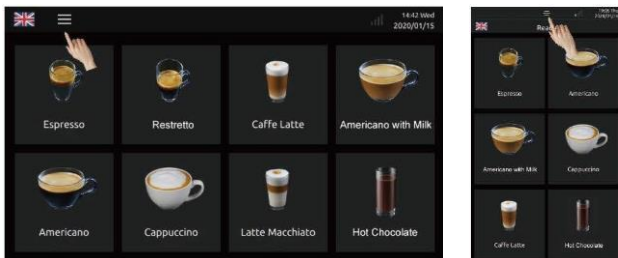 14:42 Wed
2020/01/15
Espresso
Restretto
Caffe Latte
Americano with Milk
Americano
Cappuccino
Latte Macchiato
Hot Chocolate
Espresso
Americano
Americano with Milk
Cappuccino
Caffe Latte
Hot Chocolate